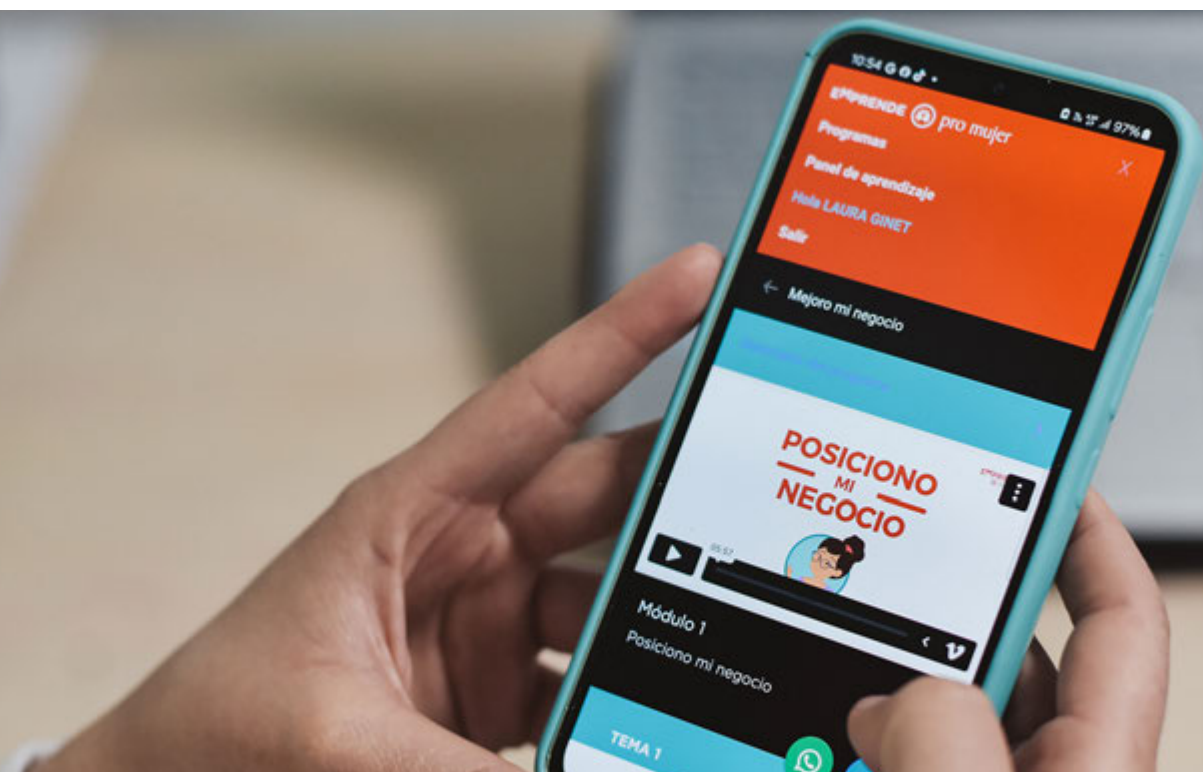 10:54
97%
EMPRENDE pro mujer
Programas
X
Panel de aprendizaje
Hola LAURA GINET
Salir
← Mejoro mi negocio
POSICIONO
MI
NEGOCIO
05:57
Módulo 1
Posiciono mi negocio
TEMA 1